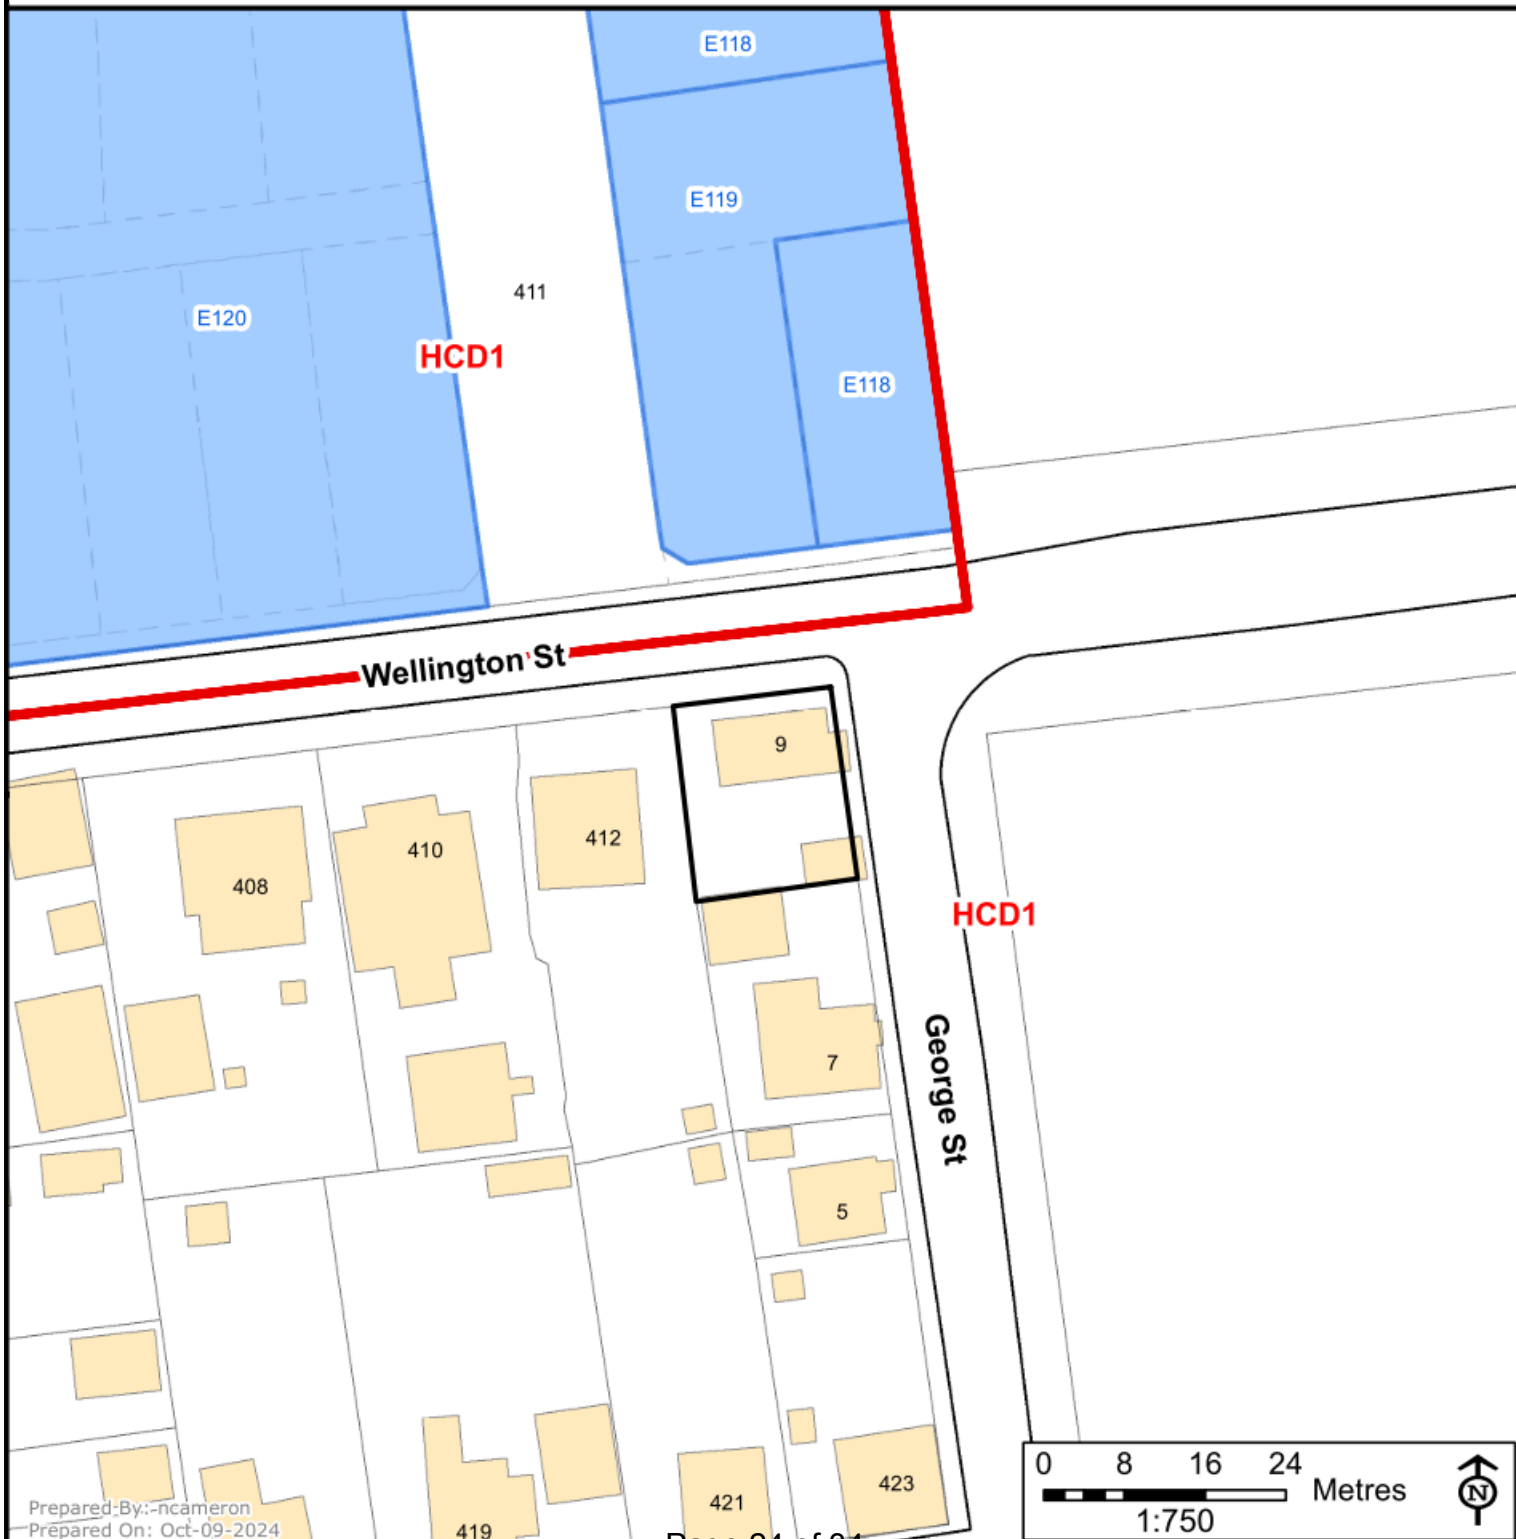 E118
E119
411
E120
HCD1
E118
Wellington St
9
412
410
408
HCD1
George St
7
5
0 8 16 24
Metres
1:750
N
423
421
419
Prepared By: ncameron
Prepared On: Oct-09-2024